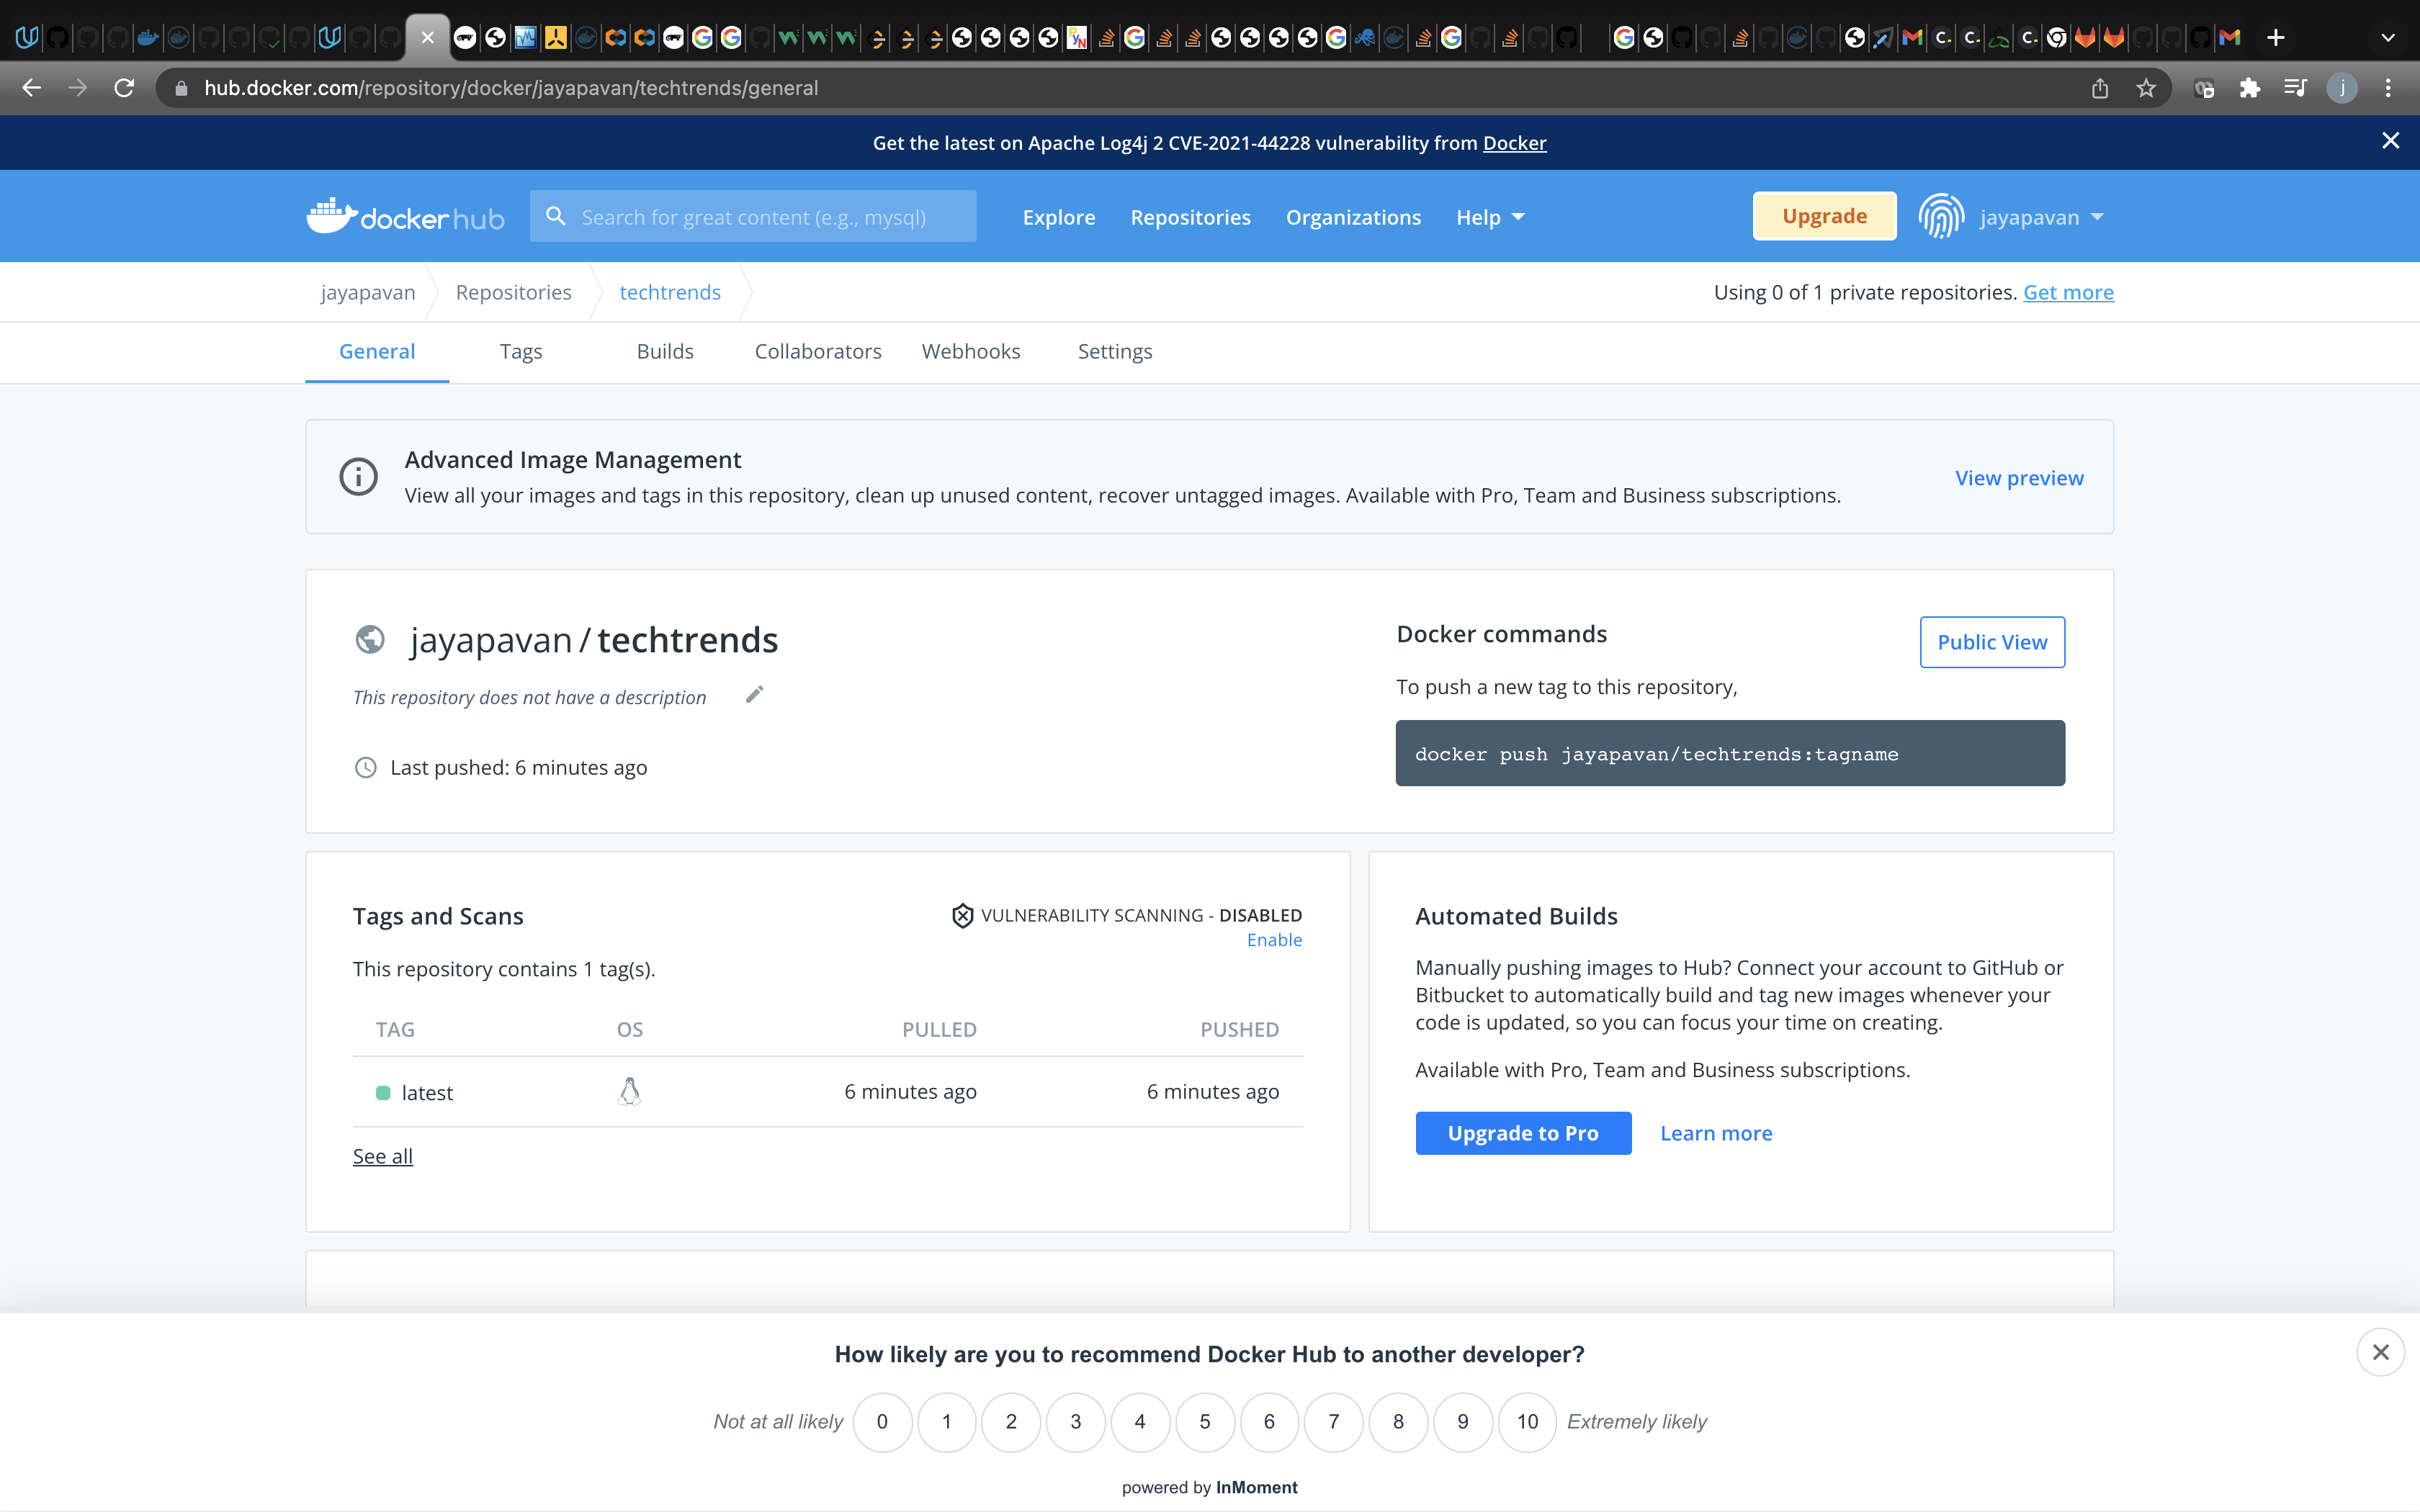 hub.docker.com/repository/docker/jayapavan/techtrends/general
j
Get the latest on Apache Log4j 2 CVE-2021-44228 vulnerability from Docker
docker hub
Search for great content (e.g., mysql)
Explore
Repositories
Organizations
Help
Upgrade
jayapavan
jayapavan
Repositories
techtrends
Using 0 of 1 private repositories. Get more
General
Tags
Builds
Collaborators
Webhooks
Settings
Advanced Image Management
View all your images and tags in this repository, clean up unused content, recover untagged images. Available with Pro, Team and Business subscriptions.
View preview
jayapavan / techtrends
This repository does not have a description
Last pushed: 6 minutes ago
Docker commands
Public View
To push a new tag to this repository,
docker push jayapavan/techtrends:tagname
Tags and Scans
VULNERABILITY SCANNING - DISABLED
Enable
This repository contains 1 tag(s).
TAG OS PULLED PUSHED
latest 6 minutes ago 6 minutes ago
See all
Automated Builds
Manually pushing images to Hub? Connect your account to GitHub or
Bitbucket to automatically build and tag new images whenever your
code is updated, so you can focus your time on creating.
Available with Pro, Team and Business subscriptions.
Upgrade to Pro
Learn more
How likely are you to recommend Docker Hub to another developer?
Not at all likely 0 1 2 3 4 5 6 7 8 9 10 Extremely likely
powered by InMoment